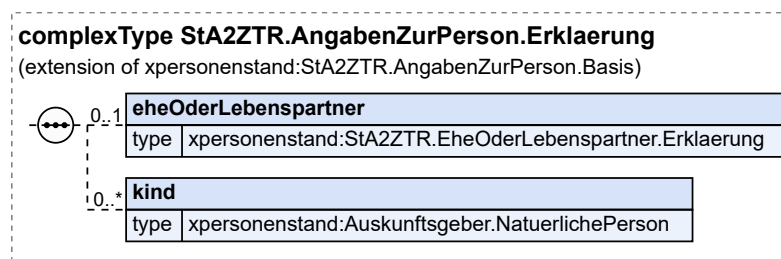 complexType StA2ZTR.AngabenZurPerson.Erklaerung
(extension of xpersonenstand:StA2ZTR.AngabenZurPerson.Basis)
0..1 eheOderLebenspartner
type xpersonenstand:StA2ZTR.EheOderLebenspartner.Erklaerung
0..* kind
type xpersonenstand:Auskunftsgeber.NatuerlichePerson